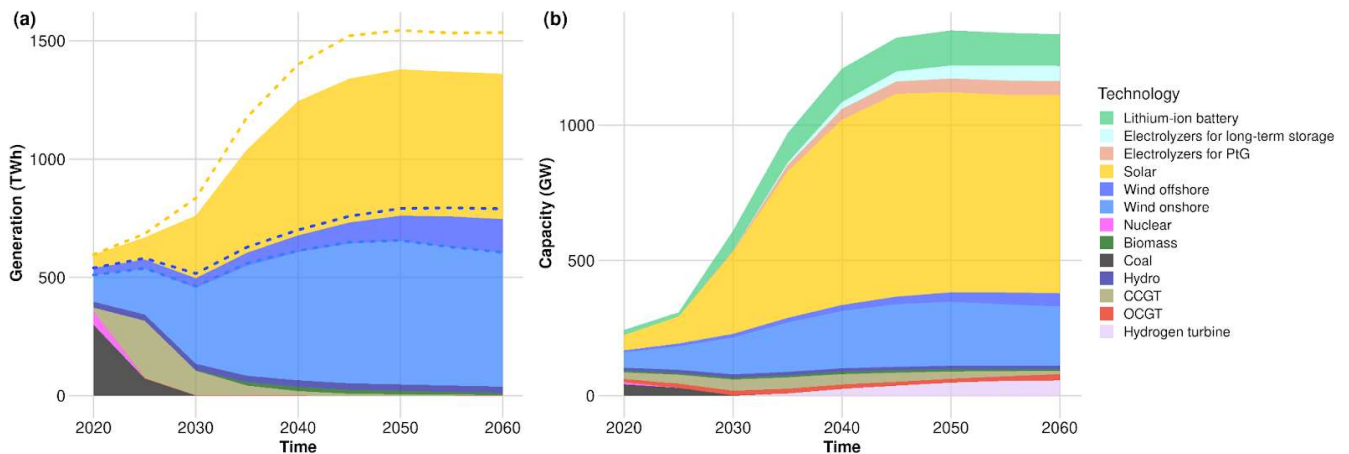 (a)
Generation (TWh)
1500
1000
500
0
2020
2030
2040
2050
2060
Time
(b)
Capacity (GW)
1000
500
0
2020
2030
2040
2050
2060
Time
Technology
Lithium-ion battery
Electrolyzers for long-term storage
Electrolyzers for PtG
Solar
Wind offshore
Wind onshore
Nuclear
Biomass
Coal
Hydro
CCGT
OCGT
Hydrogen turbine